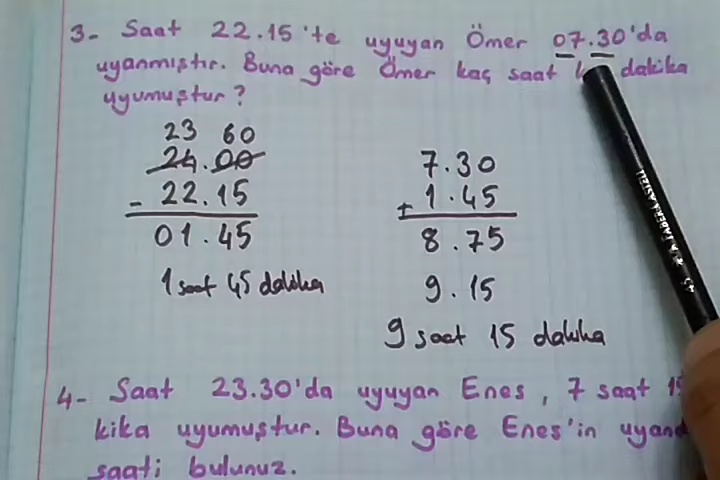 3- Saat 22.15'te uyuyan Ömer 07.30'da
uyanmıştır. Buna göre Ömer kaç saat dakika
uyumuştur?
23 60
24.00
- 22.15
01.45
1 saat 45 dakika
7.30
+ 1.45
8.75
9.15
9 saat 15 dakika
4- Saat 23.30'da uyuyan Enes, 7 saat
kika uyumuştur. Buna göre Enes'in
saati bulunuz.